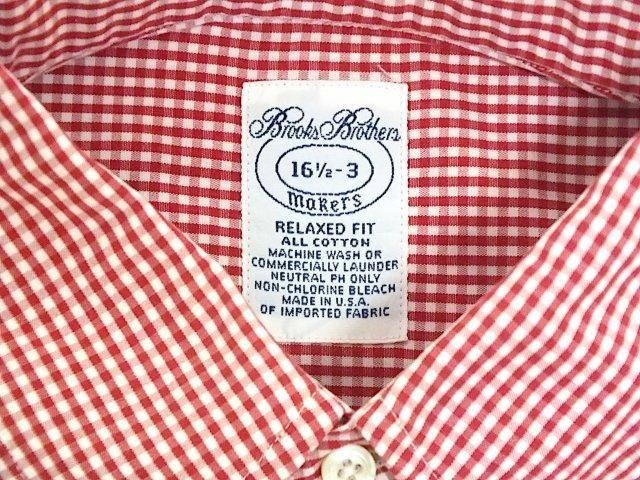 Brooks Brothers
16½-3
Makers
RELAXED FIT
ALL COTTON
MACHINE WASH OR
COMMERCIALLY LAUNDER
NEUTRAL PH ONLY
NON-CHLORINE BLEACH
MADE IN U.S.A.
OF IMPORTED FABRIC